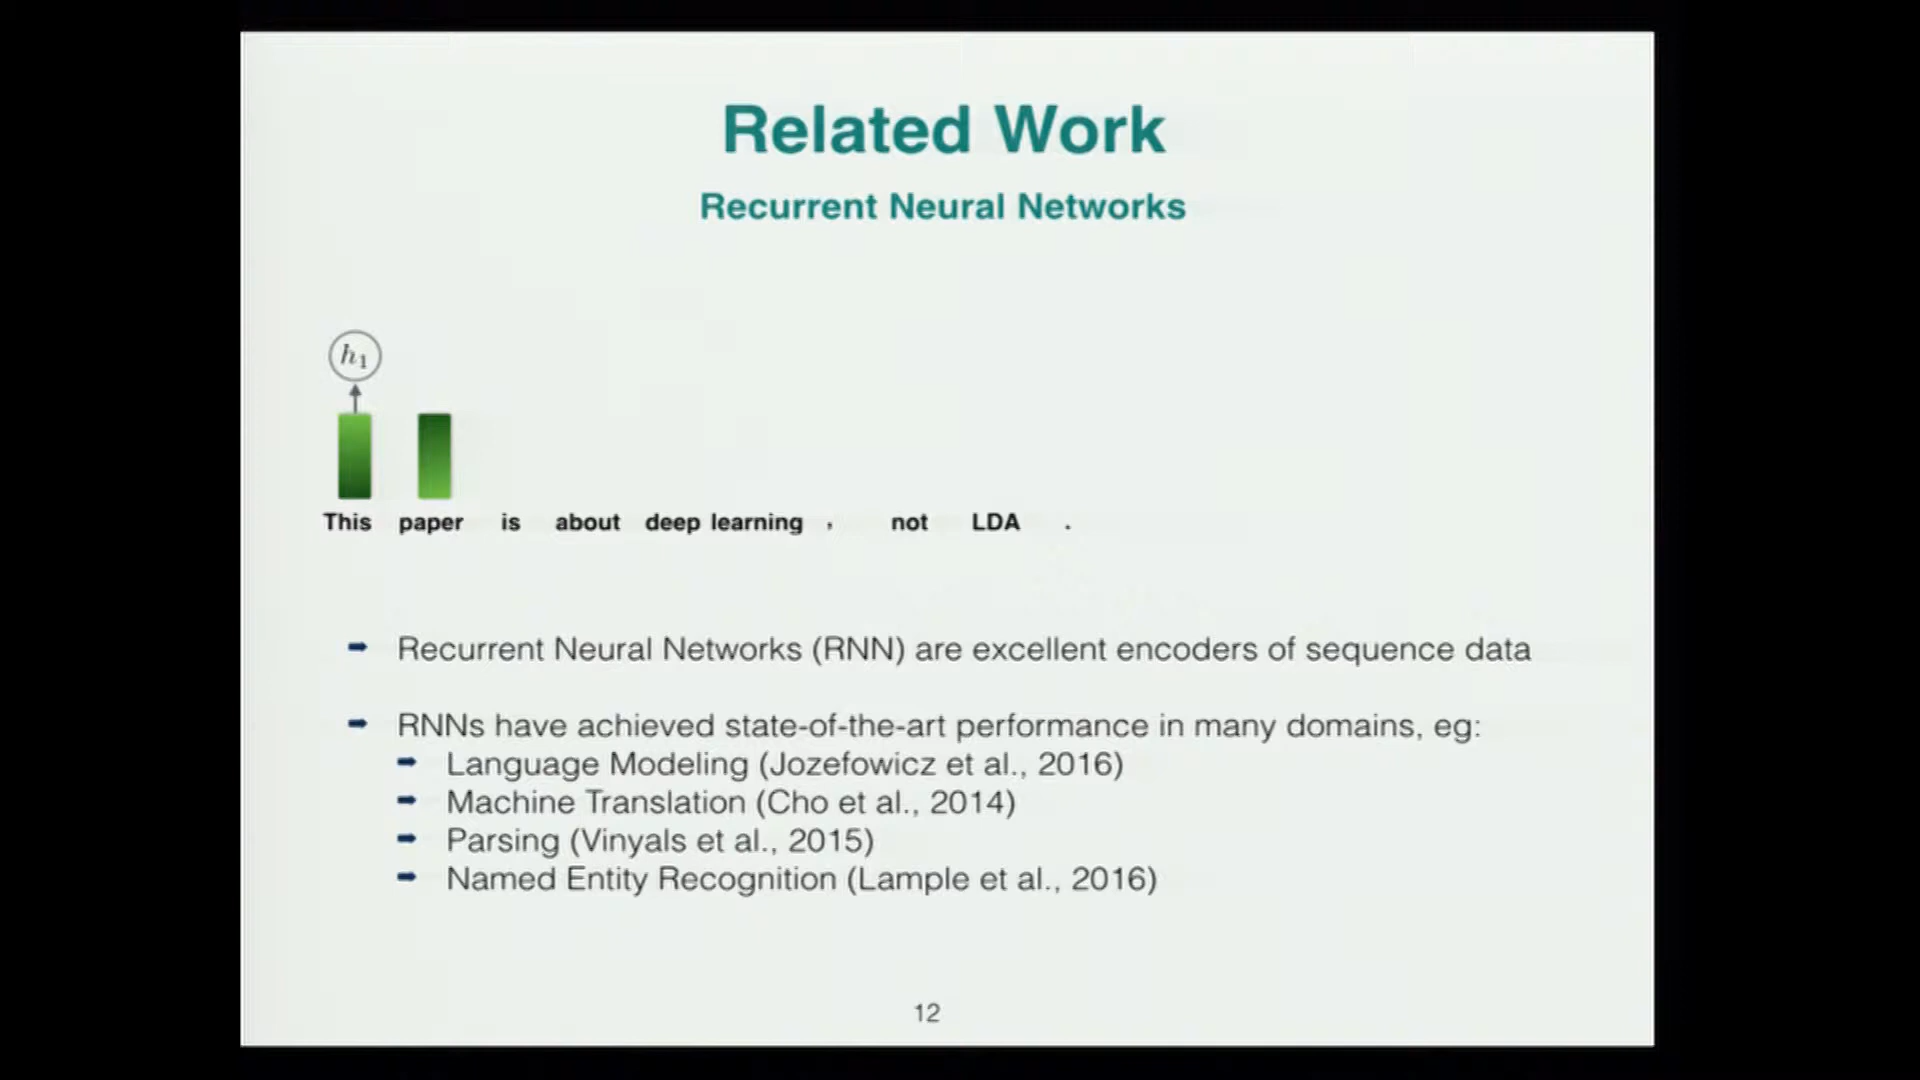 Related Work
Recurrent Neural Networks
h1
This paper is about deep learning , not LDA .
Recurrent Neural Networks (RNN) are excellent encoders of sequence data
RNNs have achieved state-of-the-art performance in many domains, eg:
Language Modeling (Jozefowicz et al., 2016)
Machine Translation (Cho et al., 2014)
Parsing (Vinyals et al., 2015)
Named Entity Recognition (Lample et al., 2016)
12